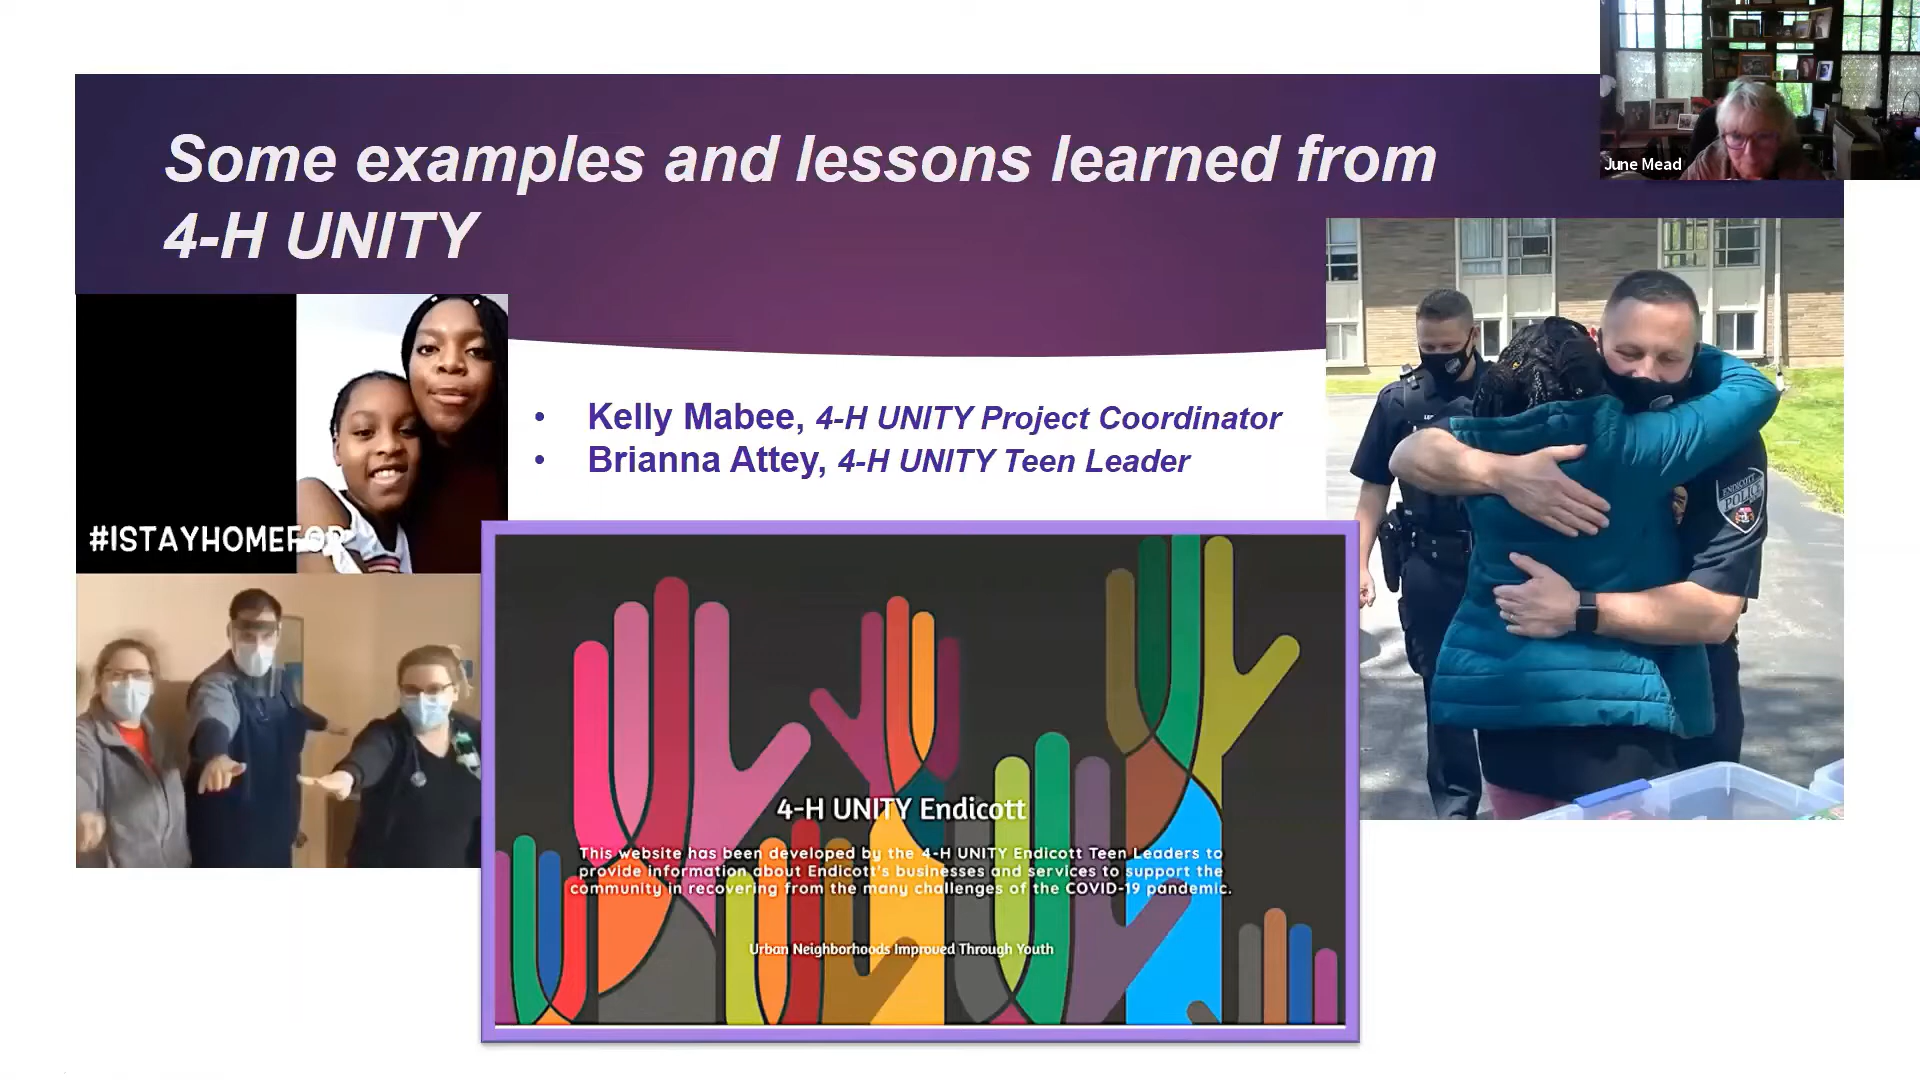 Some examples and lessons learned from
4-H UNITY
June Mead
• Kelly Mabee, 4-H UNITY Project Coordinator
• Brianna Attey, 4-H UNITY Teen Leader
#ISTAYHOMEFOR
ENDICOTT
POLICE
4-H UNITY Endicott
This website has been developed by the 4-H UNITY Endicott Teen Leaders to
provide information about Endicott's businesses and services to support the
community in recovering from the many challenges of the COVID-19 pandemic.
Urban Neighborhoods Improved Through Youth